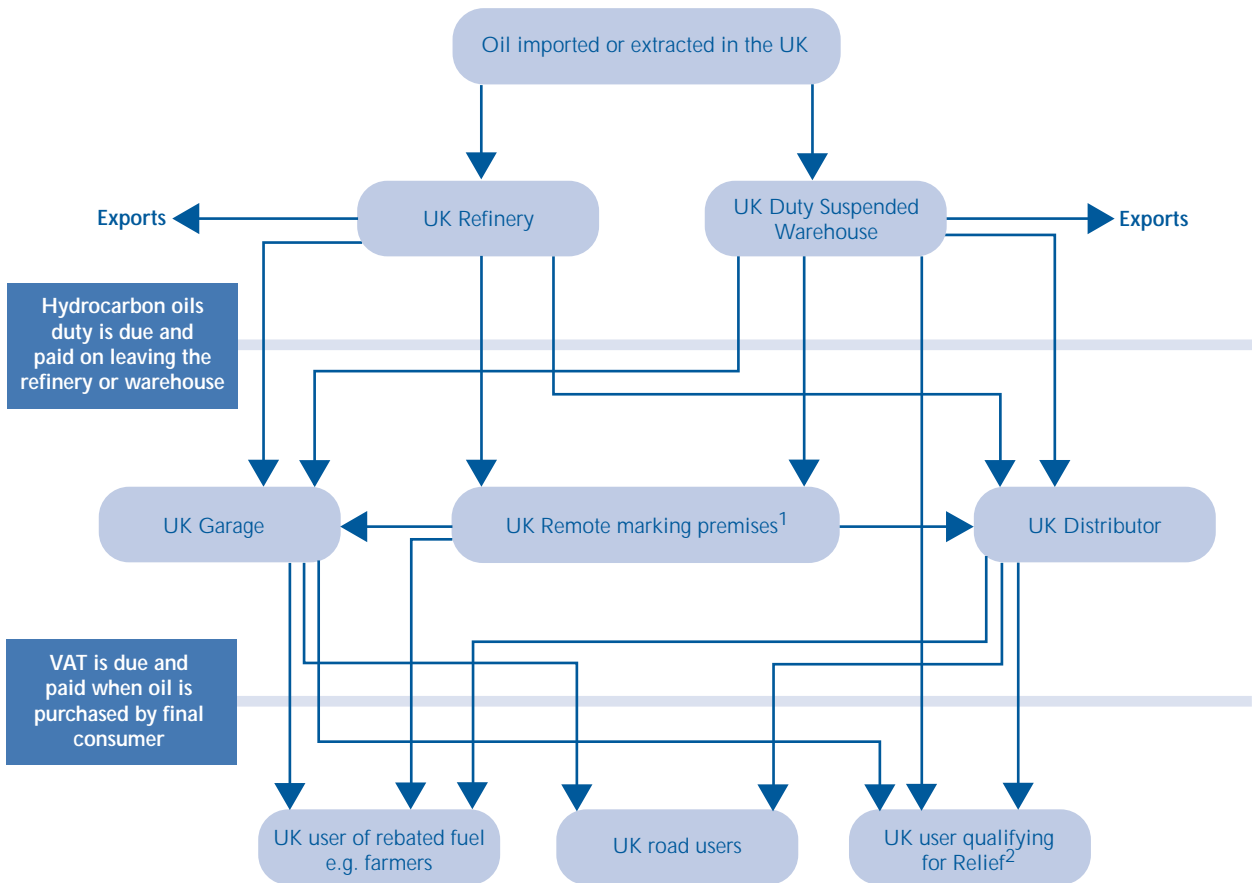 Oil imported or extracted in the UK
Exports
UK Refinery
UK Duty Suspended
Warehouse
Exports
Hydrocarbon oils
duty is due and
paid on leaving the
refinery or warehouse
UK Garage
UK Remote marking premises1
UK Distributor
VAT is due and
paid when oil is
purchased by final
consumer
UK user of rebated fuel
e.g. farmers
UK road users
UK user qualifying
for Relief2